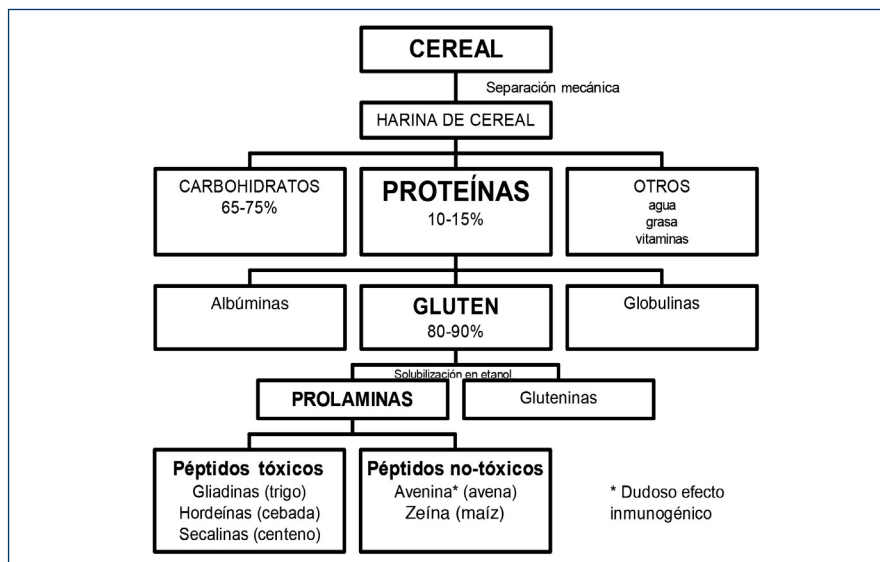 CEREAL
Separación mecánica
HARINA DE CEREAL
CARBOHIDRATOS
65-75%
PROTEÍNAS
10-15%
OTROS
agua
grasa
vitaminas
Albúminas
GLUTEN
80-90%
Globulinas
Solubilización en etanol
PROLAMINAS
Gluteninas
Péptidos tóxicos
Gliadinas (trigo)
Hordeínas (cebada)
Secalinas (centeno)
Péptidos no-tóxicos
Avenina* (avena)
Zeína (maíz)
* Dudoso efecto
inmunogénico